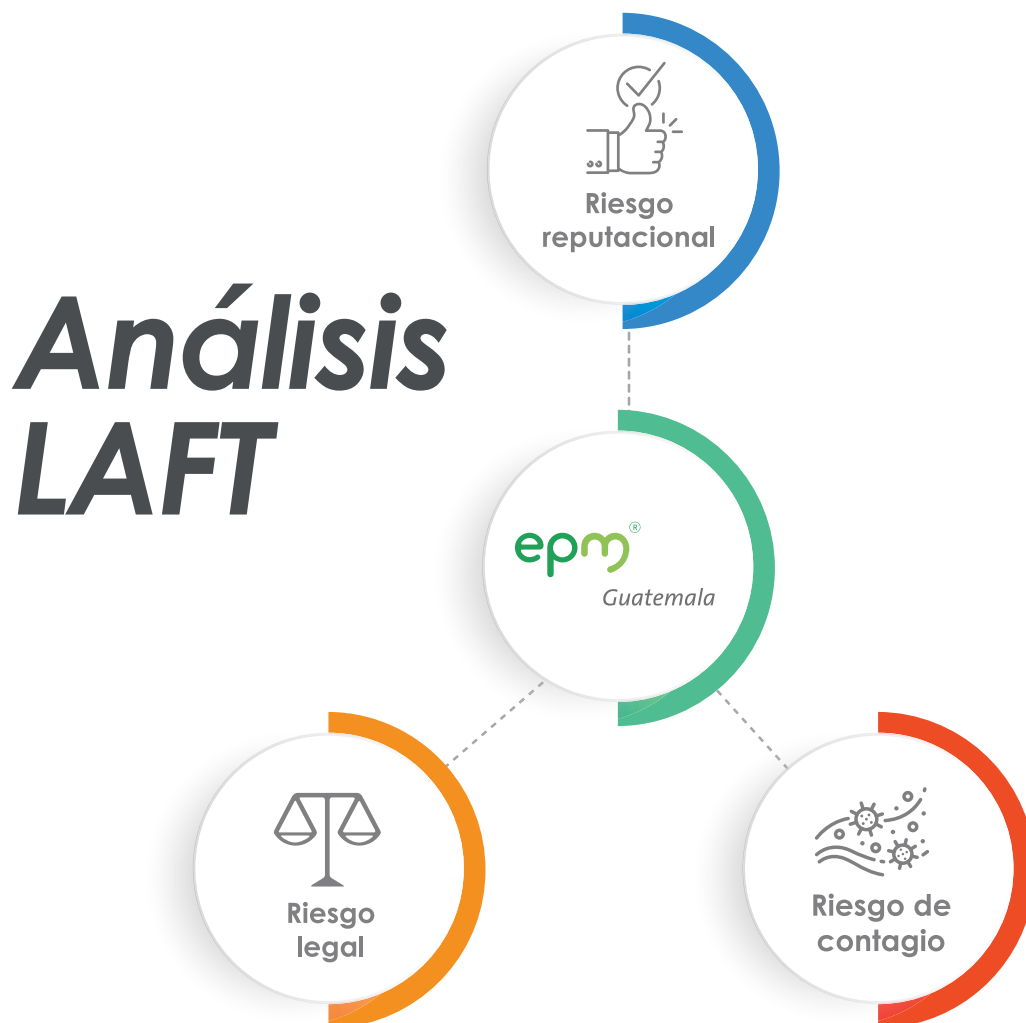 Análisis
LAFT
Riesgo
reputacional
epm®
Guatemala
Riesgo
legal
Riesgo de
contagio